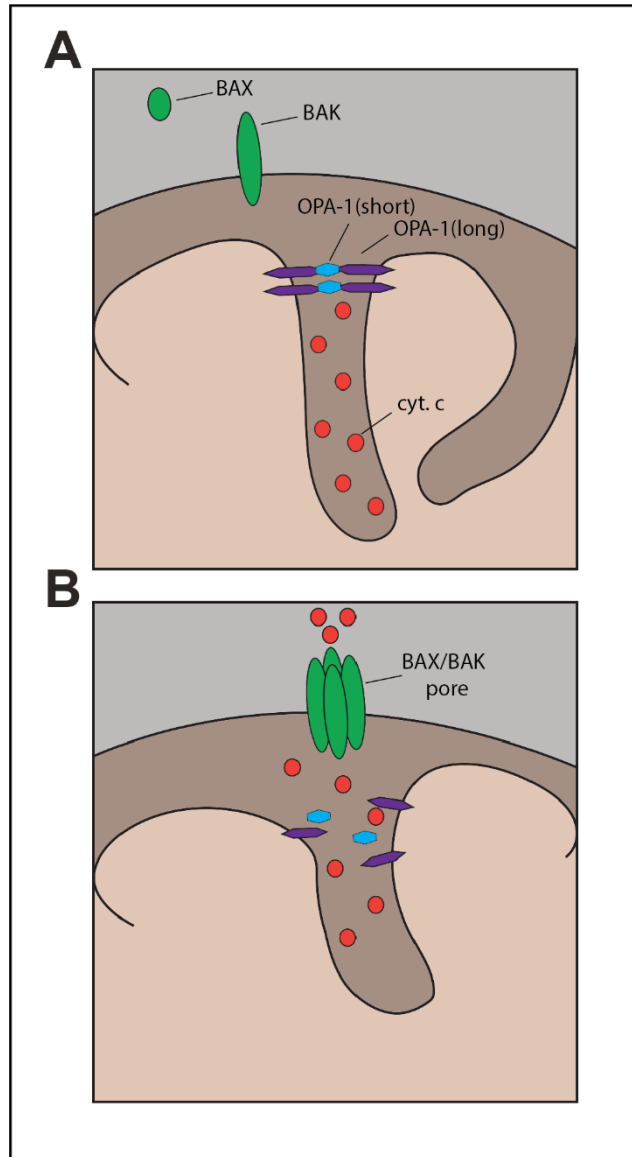 A
BAX
BAK
OPA-1(short)
OPA-1(long)
cyt. c
B
BAX/BAK
pore